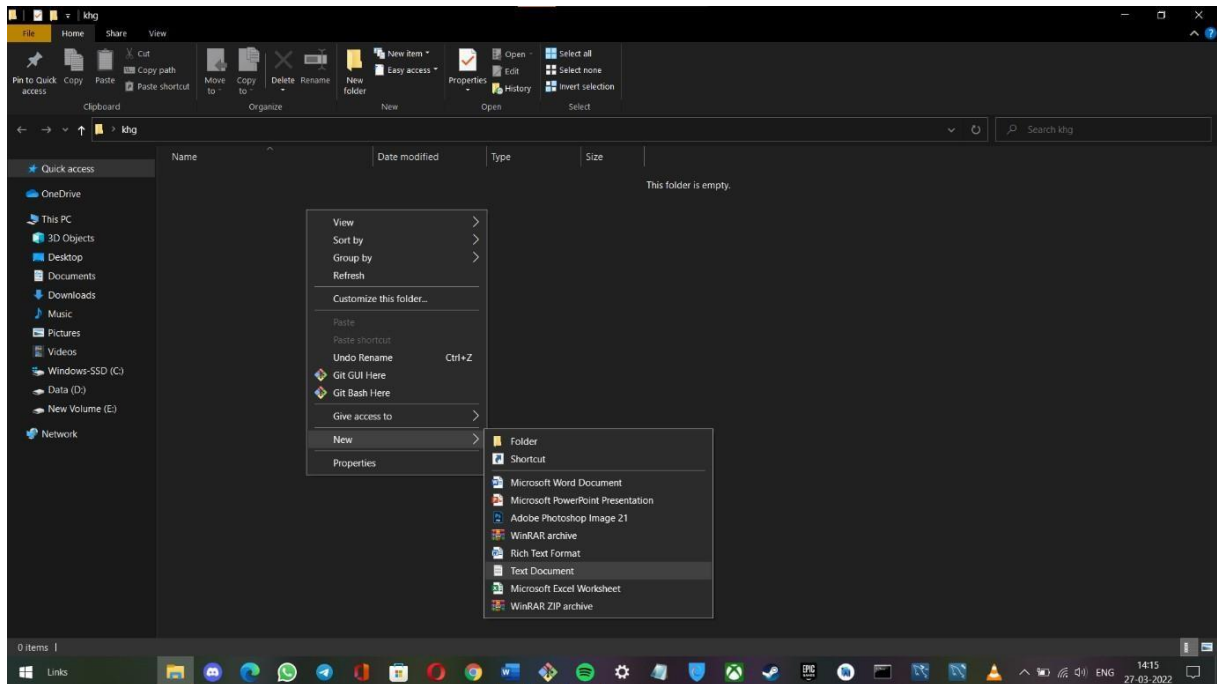 khg
File Home Share View
Pin to Quick access
Copy
Paste
Cut
Copy path
Paste shortcut
Clipboard
Move to
Copy to
Delete
Rename
Organize
New folder
New item
Easy access
New
Properties
Open
Edit
History
Open
Select all
Select none
Invert selection
Select
khg
Search khg
Name Date modified Type Size
This folder is empty.
Quick access
OneDrive
This PC
3D Objects
Desktop
Documents
Downloads
Music
Pictures
Videos
Windows-SSD (C:)
Data (D:)
New Volume (E:)
Network
View
Sort by
Group by
Refresh
Customize this folder...
Paste
Paste shortcut
Undo Rename Ctrl+Z
Git GUI Here
Git Bash Here
Give access to
New
Properties
Folder
Shortcut
Microsoft Word Document
Microsoft PowerPoint Presentation
Adobe Photoshop Image 21
WinRAR archive
Rich Text Format
Text Document
Microsoft Excel Worksheet
WinRAR ZIP archive
0 items
Links
EPIC
ENG
14:15
27-03-2022